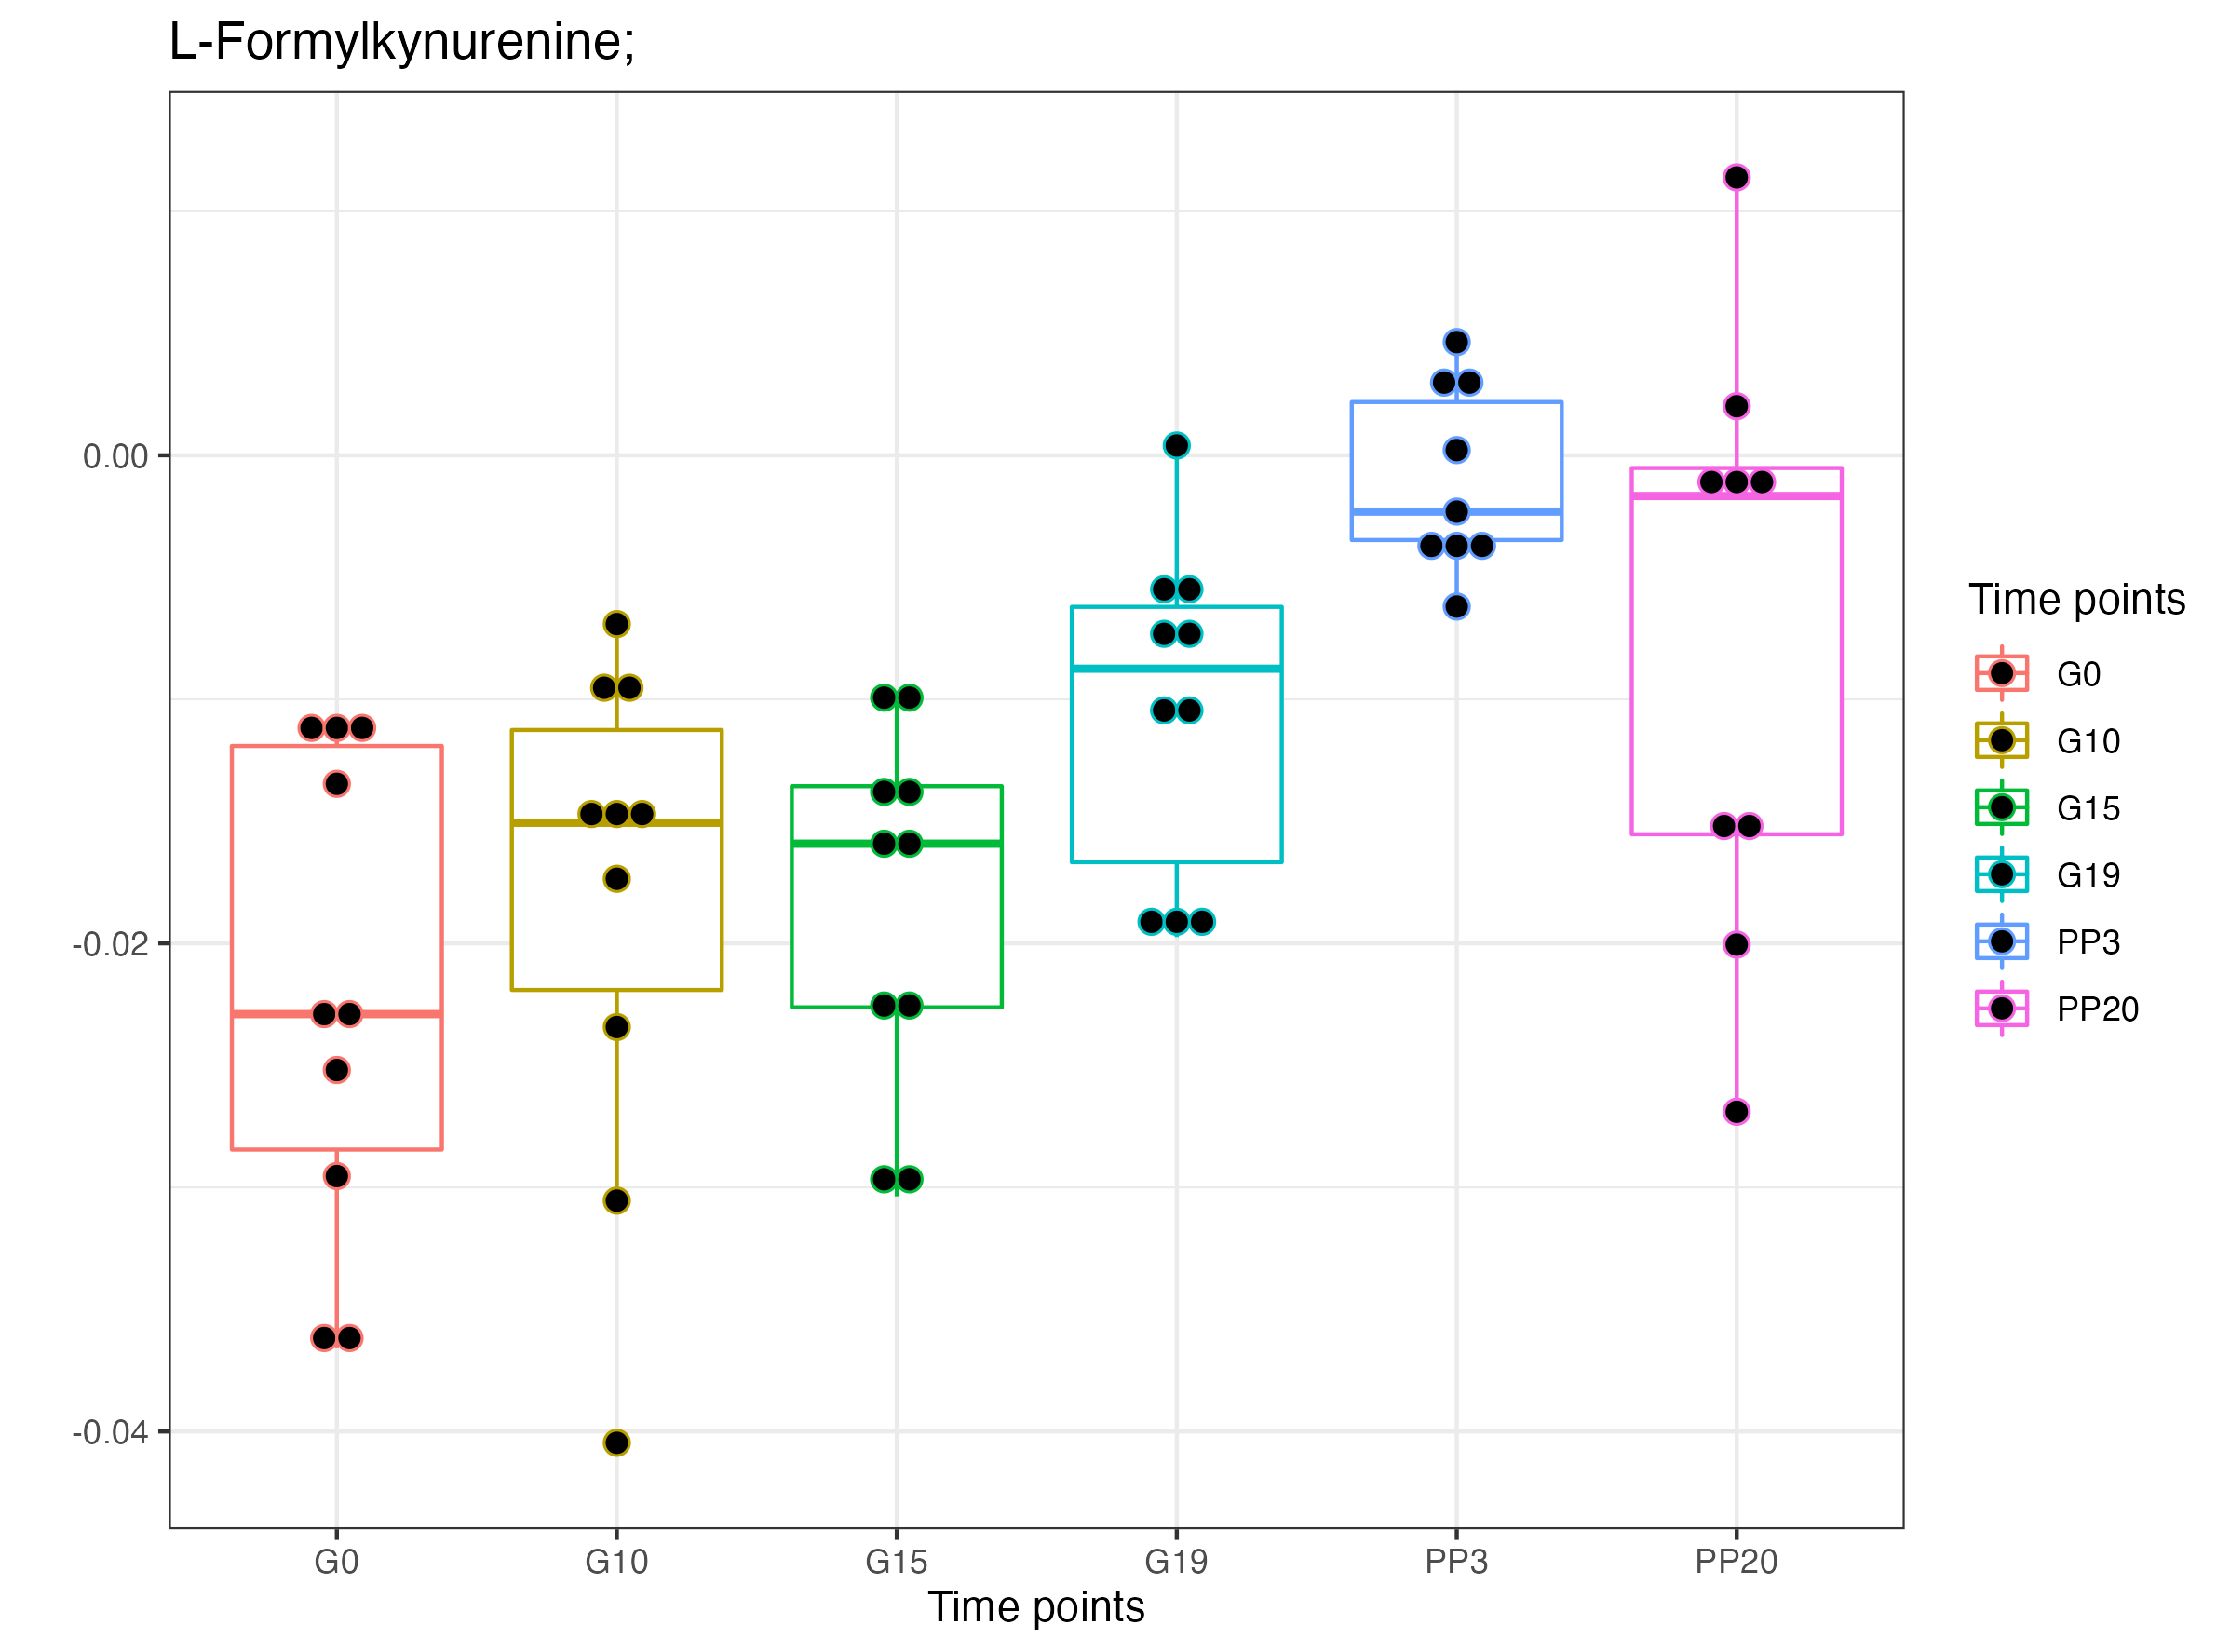 L-Formylkynurenine;
0.00
-0.02
-0.04
G0 G10 G15 G19 PP3 PP20
Time points
Time points
G0
G10
G15
G19
PP3
PP20